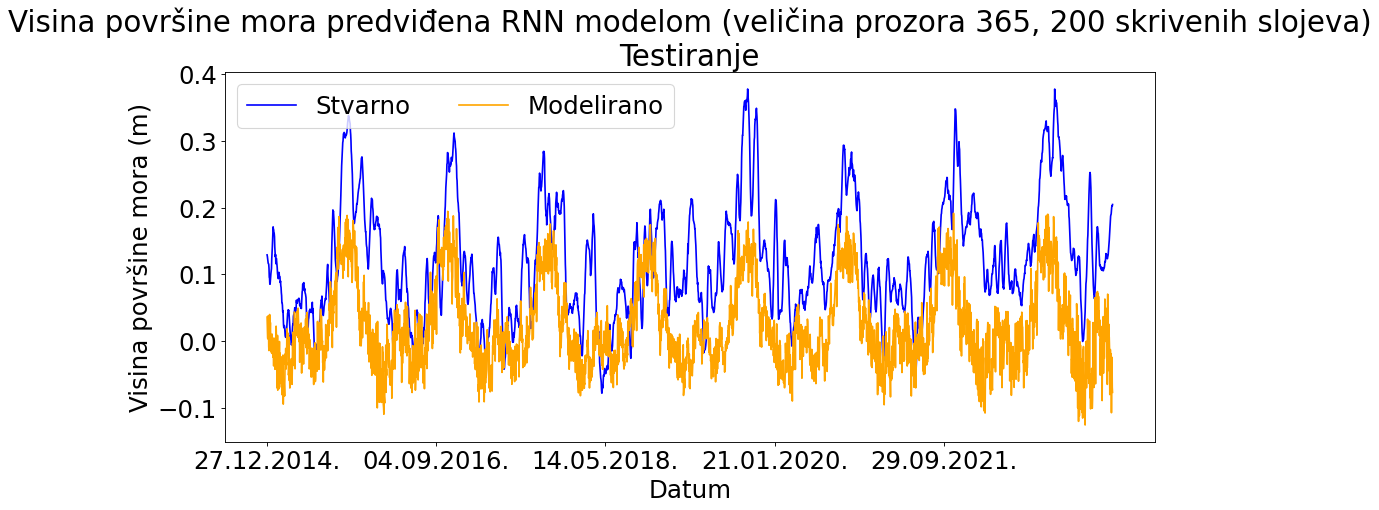 Visina površine mora predviđena RNN modelom (veličina prozora 365, 200 skrivenih slojeva)
Testiranje
Stvarno
Modelirano
Visina površine mora (m)
0.4
0.3
0.2
0.1
0.0
−0.1
27.12.2014.
04.09.2016.
14.05.2018.
21.01.2020.
29.09.2021.
Datum